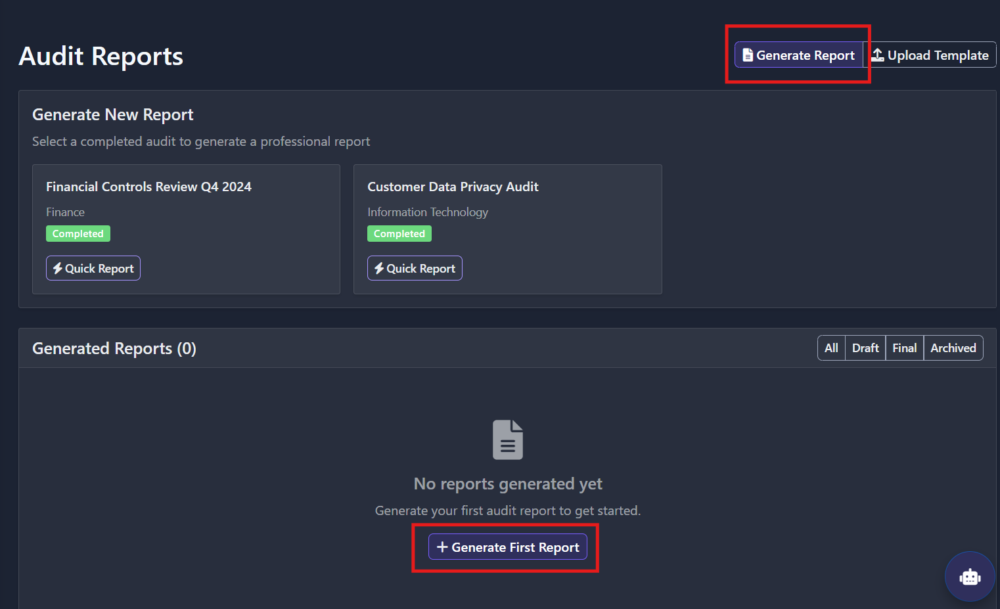 Audit Reports
Generate Report
Upload Template
Generate New Report
Select a completed audit to generate a professional report
Financial Controls Review Q4 2024
Finance
Completed
Quick Report
Customer Data Privacy Audit
Information Technology
Completed
Quick Report
Generated Reports (0)
All
Draft
Final
Archived
No reports generated yet
Generate your first audit report to get started.
Generate First Report